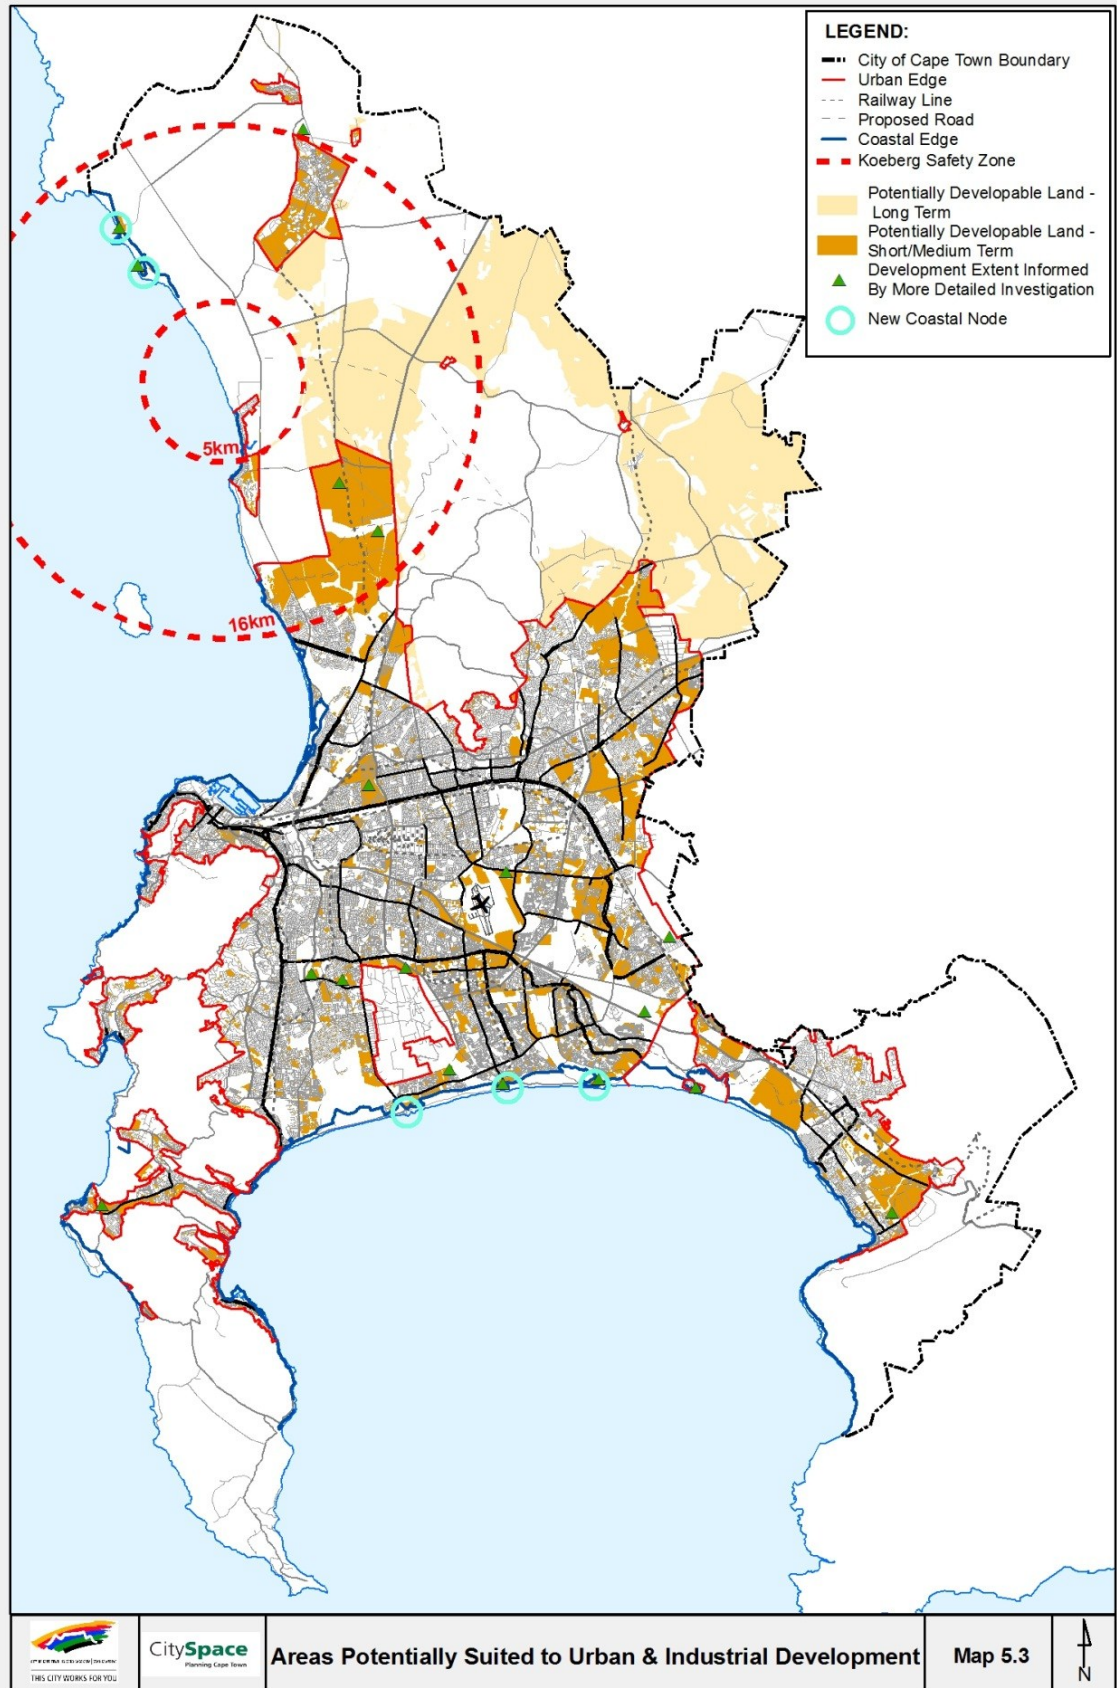 LEGEND:
City of Cape Town Boundary
Urban Edge
Railway Line
Proposed Road
Coastal Edge
Koeberg Safety Zone
Potentially Developable Land -
Long Term
Potentially Developable Land -
Short/Medium Term
Development Extent Informed
By More Detailed Investigation
New Coastal Node
5km
16km
THIS CITY WORKS FOR YOU
CitySpace
Planning Cape Town
Areas Potentially Suited to Urban & Industrial Development
Map 5.3
N